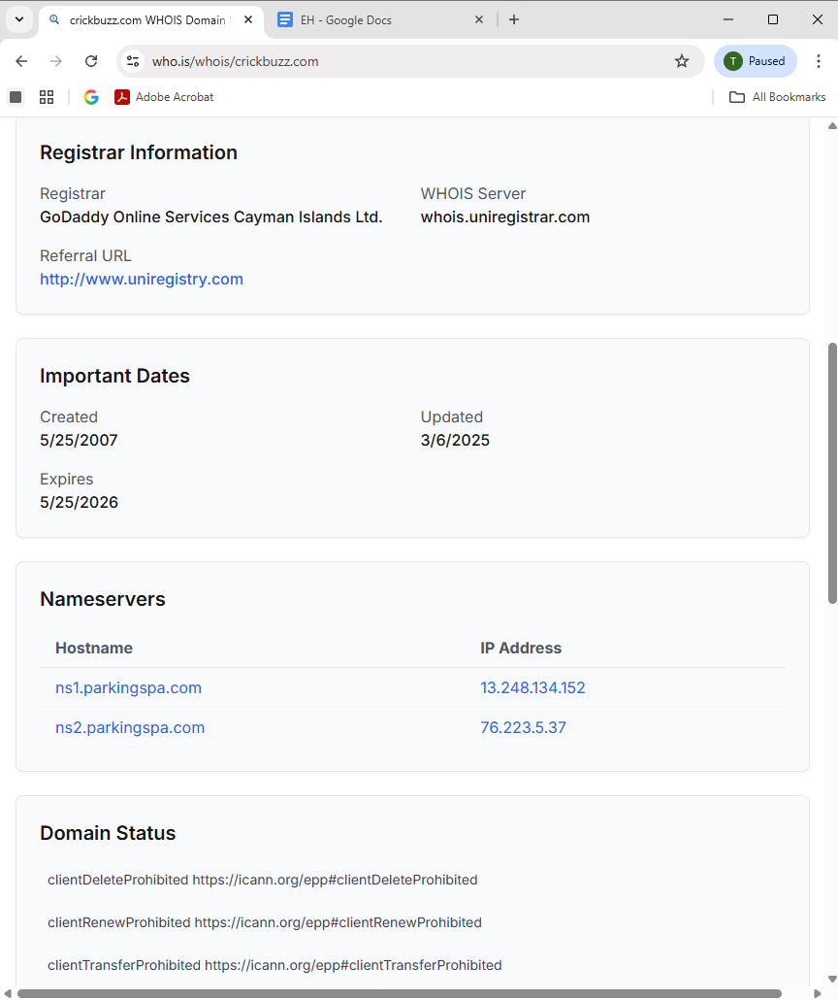 crickbuzz.com WHOIS Domain
EH - Google Docs
who.is/whois/crickbuzz.com
T Paused
Adobe Acrobat
All Bookmarks
Registrar Information
Registrar
GoDaddy Online Services Cayman Islands Ltd.
WHOIS Server
whois.uniregistrar.com
Referral URL
http://www.uniregistry.com
Important Dates
Created
5/25/2007
Updated
3/6/2025
Expires
5/25/2026
Nameservers
Hostname IP Address
ns1.parkingspa.com 13.248.134.152
ns2.parkingspa.com 76.223.5.37
Domain Status
clientDeleteProhibited https://icann.org/epp#clientDeleteProhibited
clientRenewProhibited https://icann.org/epp#clientRenewProhibited
clientTransferProhibited https://icann.org/epp#clientTransferProhibited